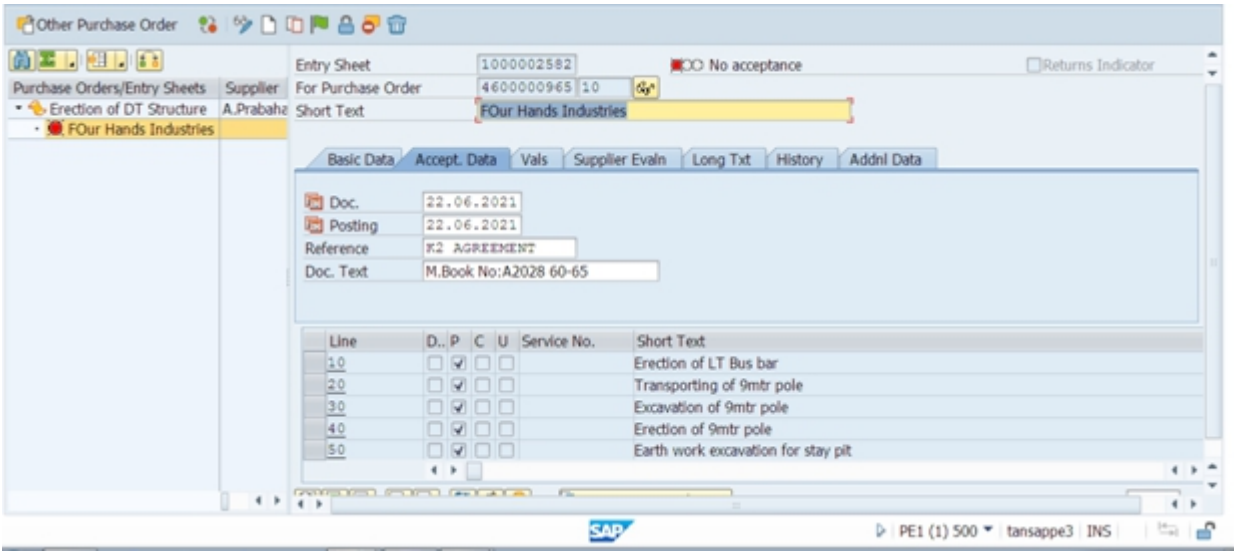 Other Purchase Order
Entry Sheet 1000002582 No acceptance Returns Indicator
Purchase Orders/Entry Sheets Supplier For Purchase Order 4600000965 10
Erection of DT Structure A.Prabaha Short Text FOur Hands Industries
FOur Hands Industries
Basic Data Accept. Data Vals Supplier Evaln Long Txt History Addnl Data
Doc. 22.06.2021
Posting 22.06.2021
Reference K2 AGREEMENT
Doc. Text M.Book No:A2028 60-65
Line D.. P C U Service No. Short Text
10 Erection of LT Bus bar
20 Transporting of 9mtr pole
30 Excavation of 9mtr pole
40 Erection of 9mtr pole
50 Earth work excavation for stay pit
SAP PE1 (1) 500 tansappe3 INS